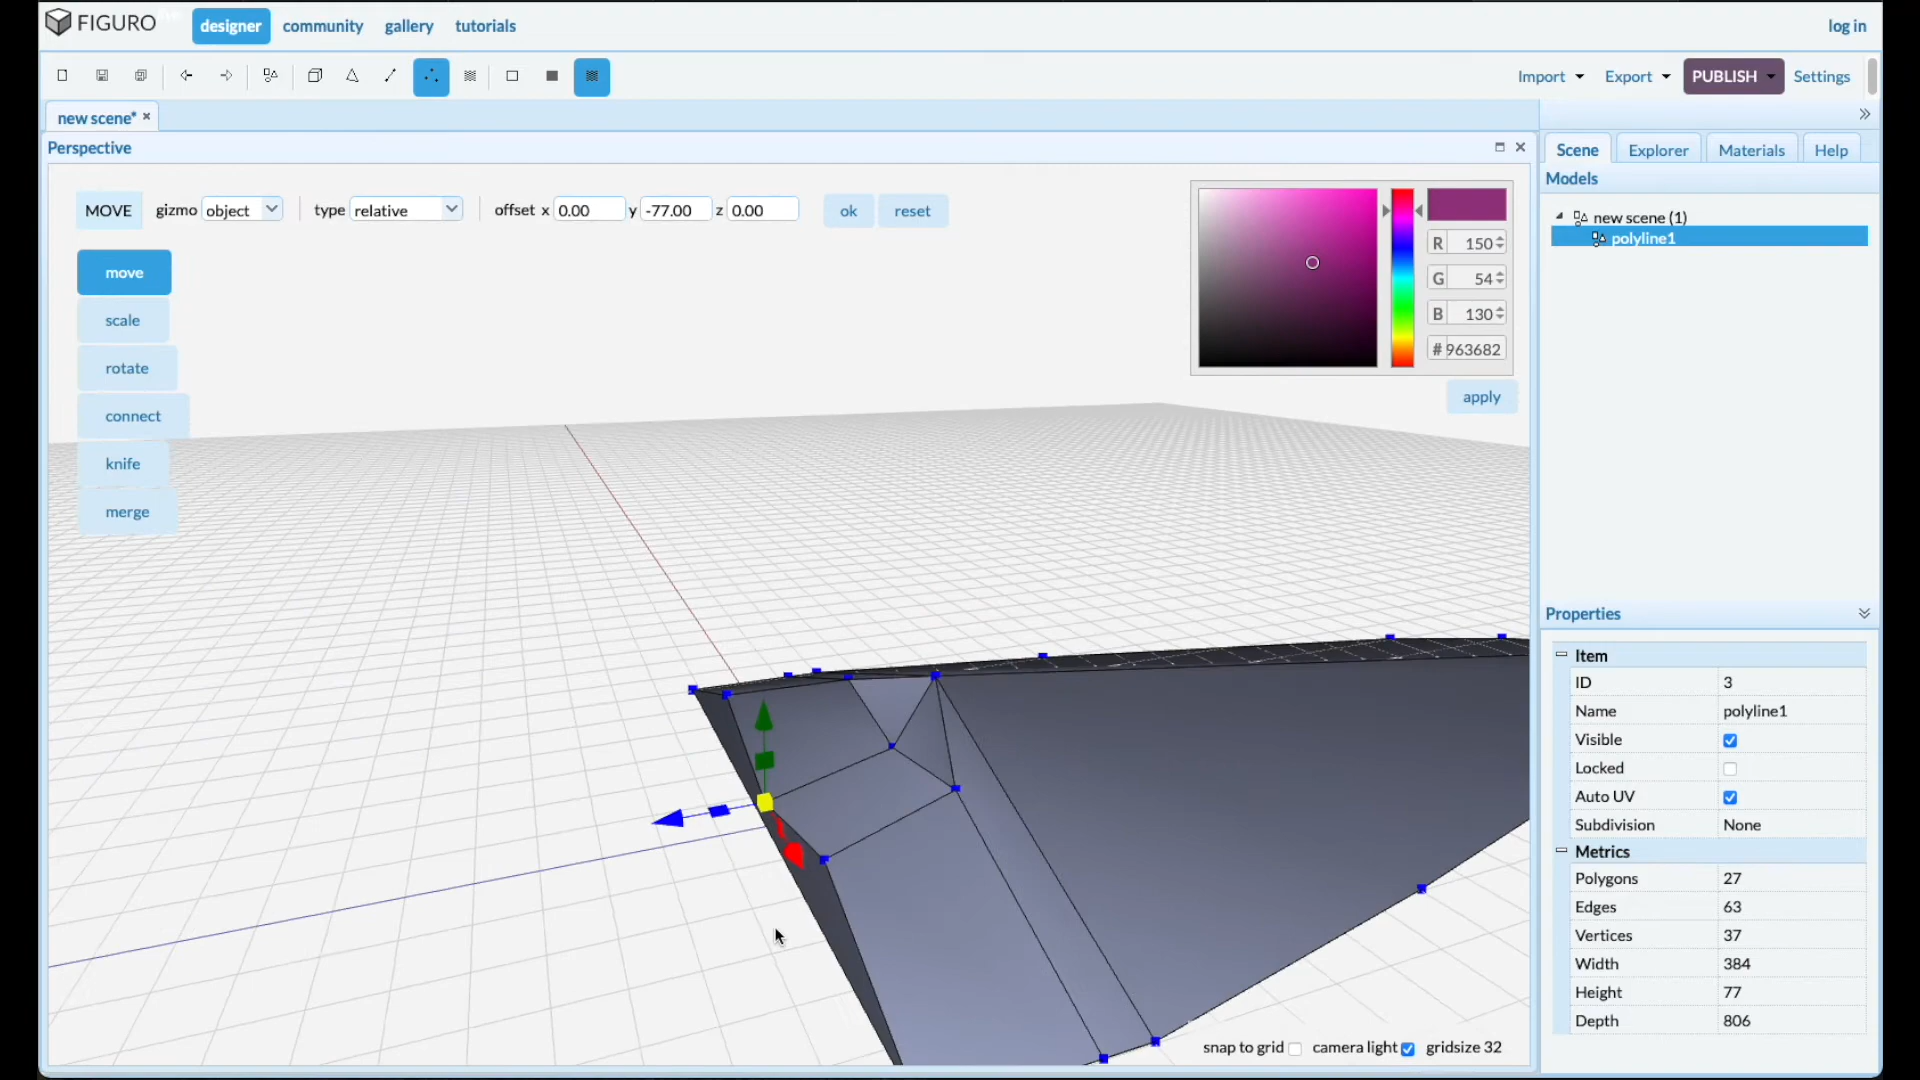 FIGURO designer community gallery tutorials log in
Import Export PUBLISH Settings
new scene* ×
Perspective
MOVE gizmo object type relative offset x 0.00 y -77.00 z 0.00 ok reset
move
scale
rotate
connect
knife
merge
R 150
G 54
B 130
# 963682
apply
snap to grid camera light gridsize 32
Scene Explorer Materials Help
Models
new scene (1)
polyline1
Properties
Item
ID 3
Name polyline1
Visible
Locked
Auto UV
Subdivision None
Metrics
Polygons 27
Edges 63
Vertices 37
Width 384
Height 77
Depth 806